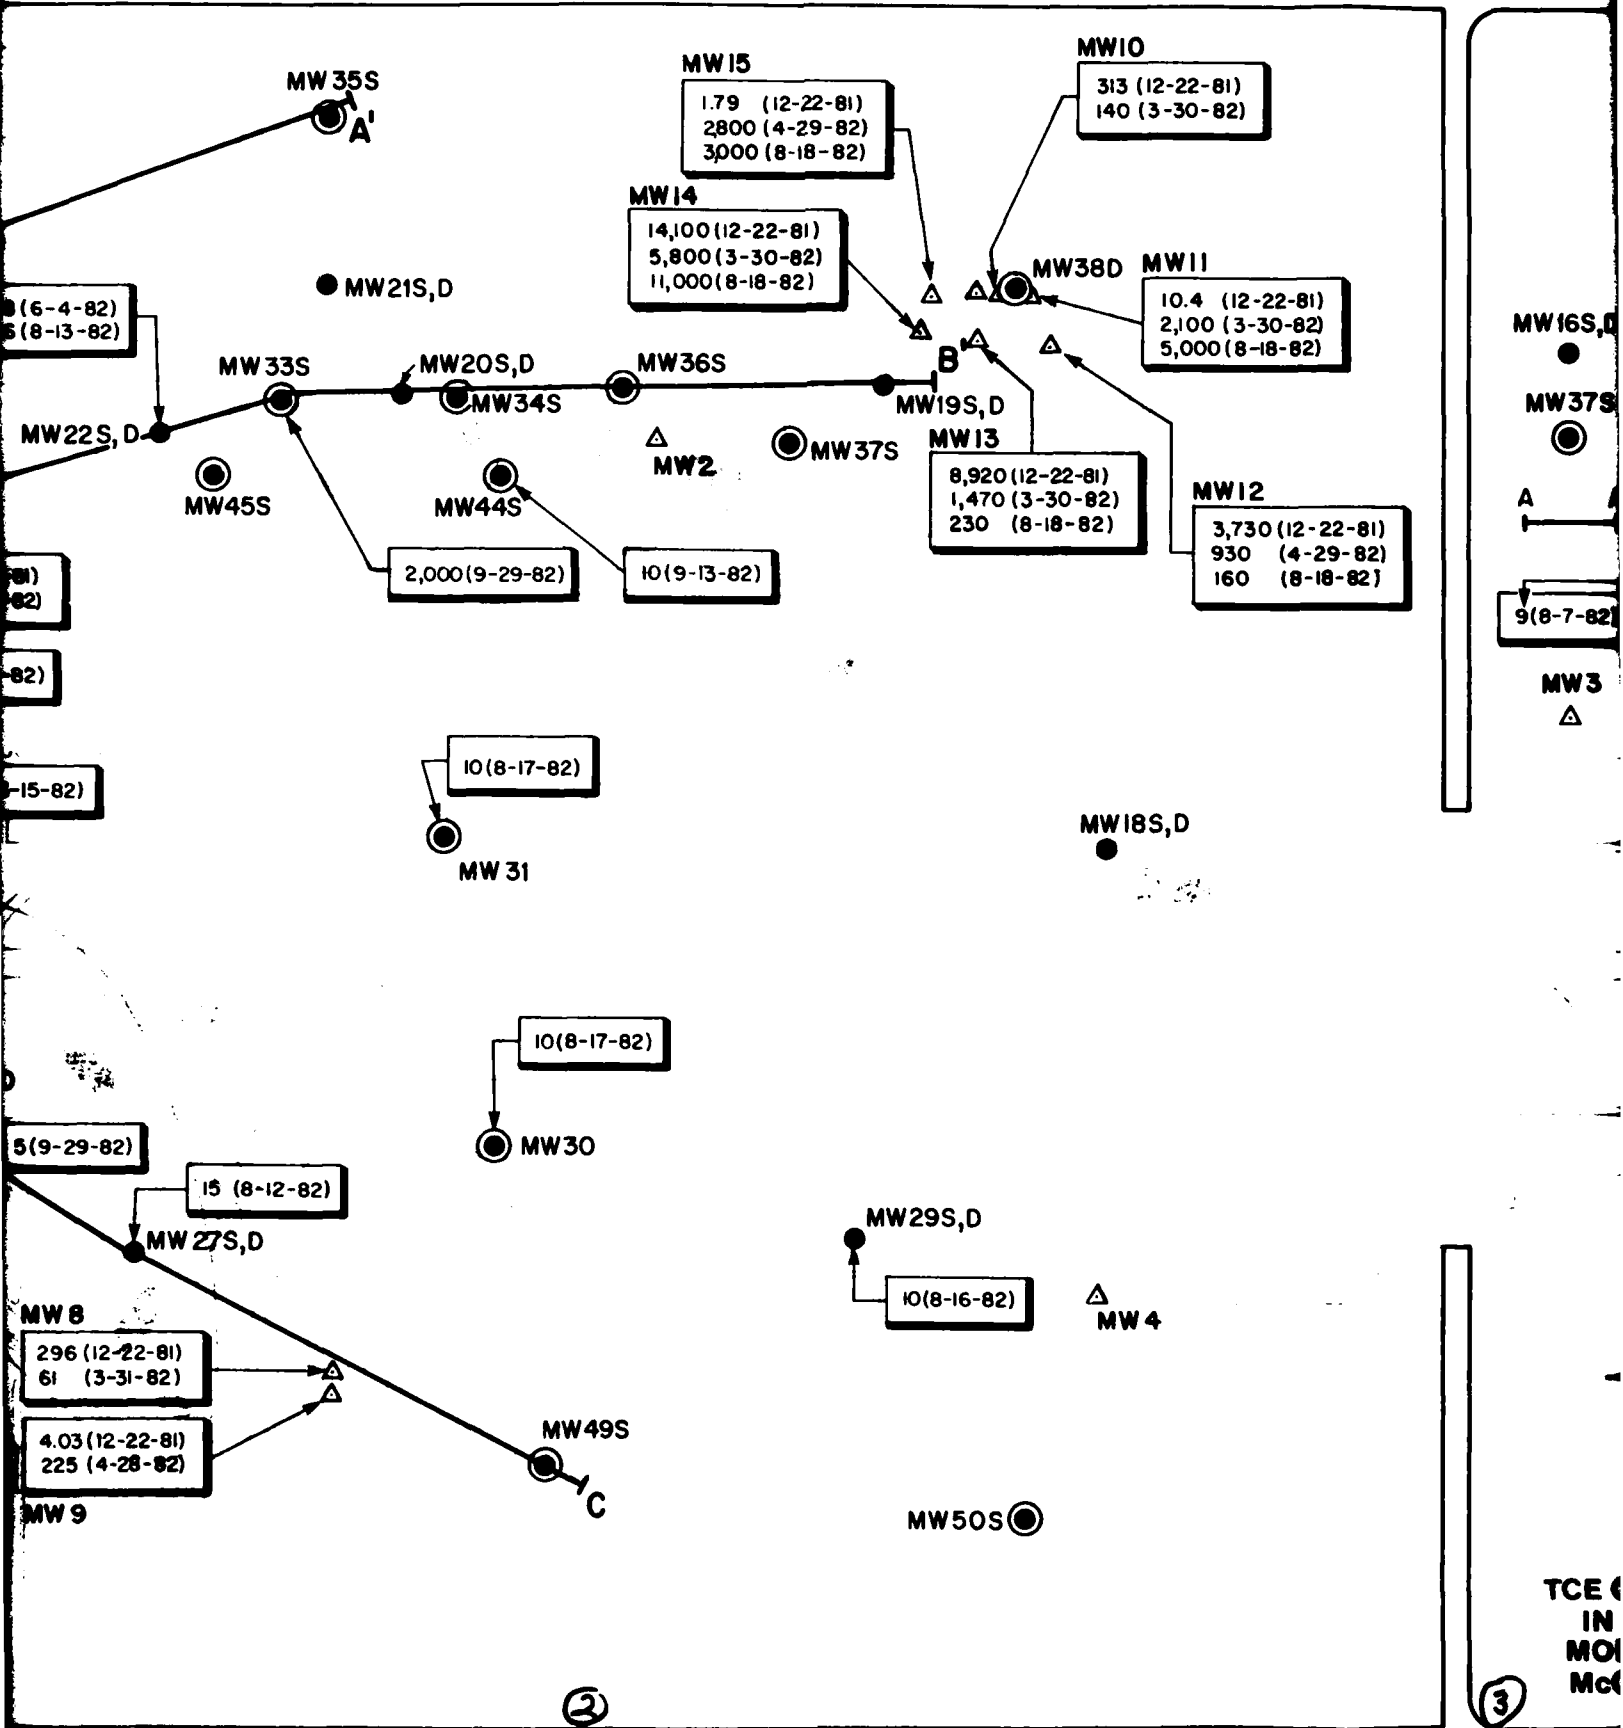 MW35S
A'
MW15
1.79 (12-22-81)
2,800 (4-29-82)
3,000 (8-18-82)
MW10
313 (12-22-81)
140 (3-30-82)
MW14
14,100 (12-22-81)
5,800 (3-30-82)
11,000 (8-18-82)
MW21S,D
MW38D
MW11
10.4 (12-22-81)
2,100 (3-30-82)
5,000 (8-18-82)
(6-4-82)
(8-13-82)
MW33S
MW20S,D
MW34S
MW36S
B
MW19S,D
MW22S,D
MW45S
MW44S
MW2
MW37S
MW13
8,920 (12-22-81)
1,470 (3-30-82)
230 (8-18-82)
MW12
3,730 (12-22-81)
930 (4-29-82)
160 (8-18-82)
2,000 (9-29-82)
10 (9-13-82)
82)
-15-82)
10 (8-17-82)
MW31
MW18S,D
10 (8-17-82)
MW30
5 (9-29-82)
15 (8-12-82)
MW27S,D
MW29S,D
10 (8-16-82)
MW4
MW8
296 (12-22-81)
61 (3-31-82)
4.03 (12-22-81)
225 (4-28-82)
MW9
MW49S
C
MW50S
2
MW16S,D
MW37S
A
9 (8-7-82)
MW3
TCE
IN
3